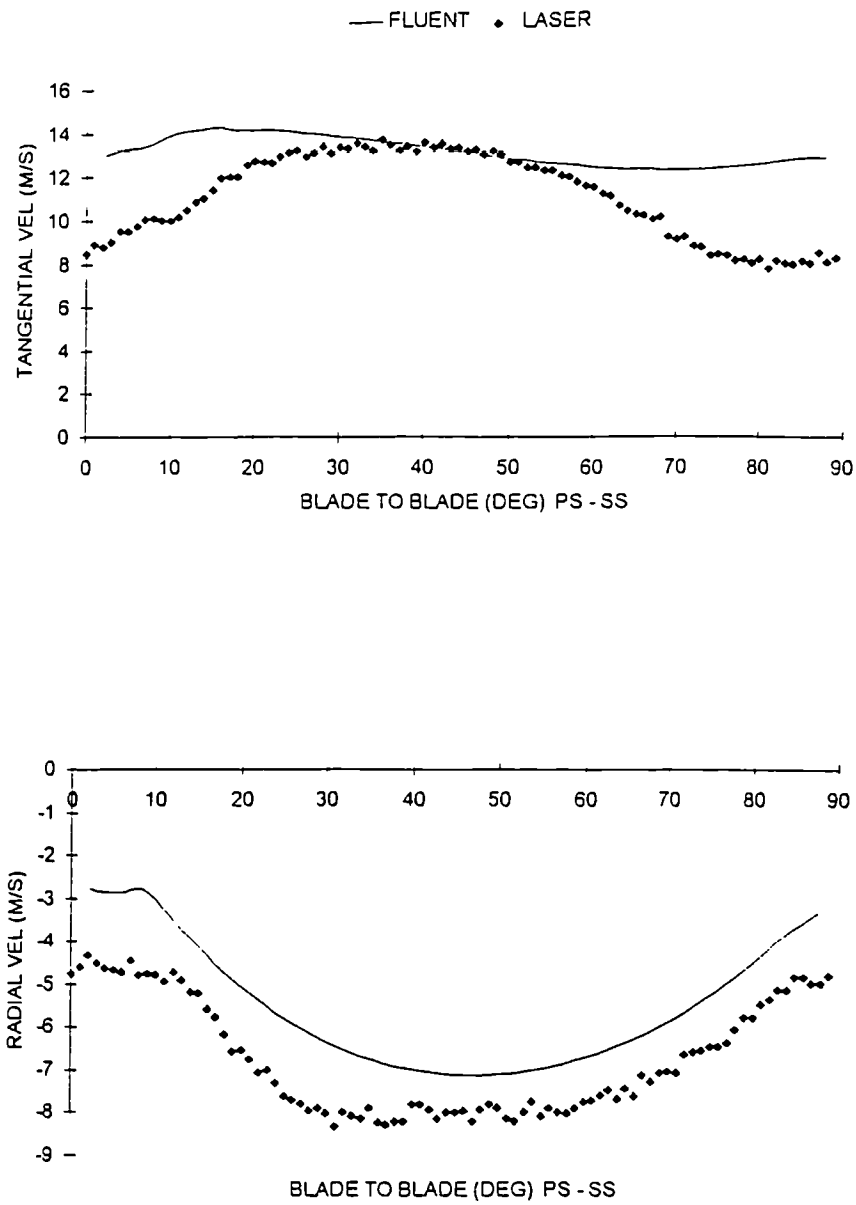 FLUENT LASER
16
14
12
10
8
6
4
2
0
TANGENTIAL VEL (M/S)
0 10 20 30 40 50 60 70 80 90
BLADE TO BLADE (DEG) PS - SS
0
0 10 20 30 40 50 60 70 80 90
-1
-2
-3
-4
-5
-6
-7
-8
-9
RADIAL VEL (M/S)
BLADE TO BLADE (DEG) PS - SS